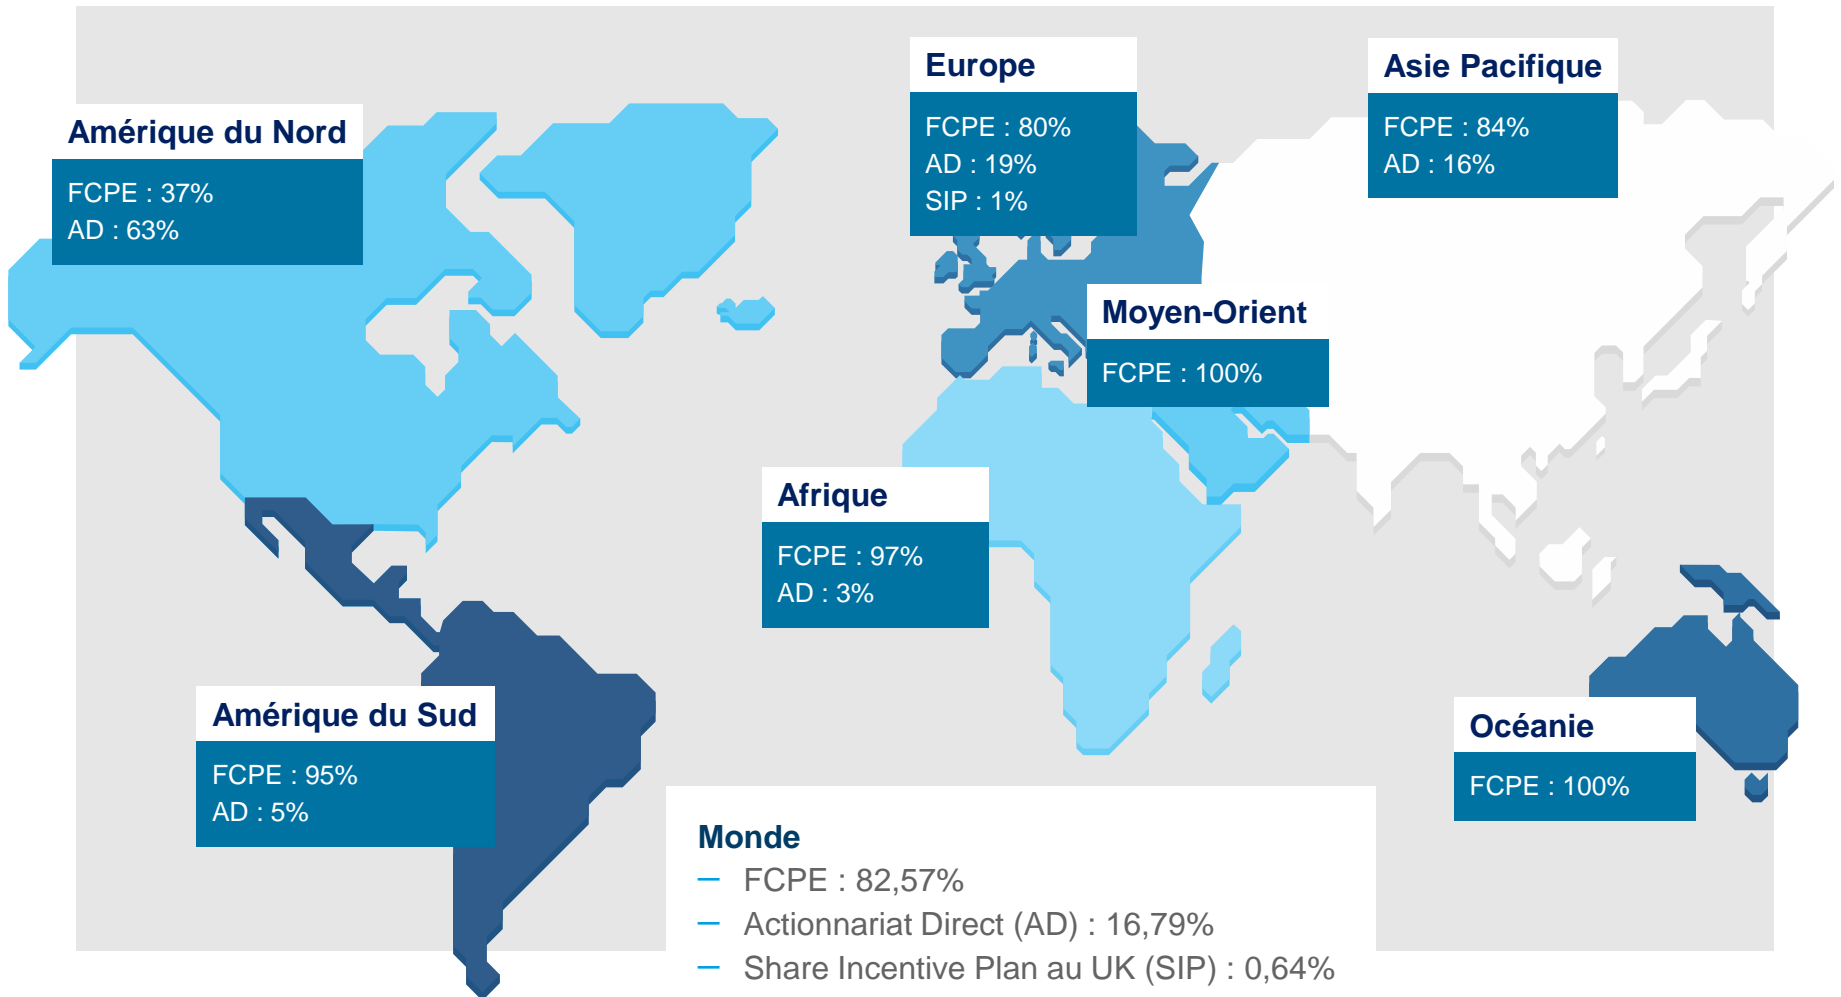 Amérique du Nord
FCPE : 37%
AD : 63%
Europe
FCPE : 80%
AD : 19%
SIP : 1%
Asie Pacifique
FCPE : 84%
AD : 16%
Moyen-Orient
FCPE : 100%
Afrique
FCPE : 97%
AD : 3%
Amérique du Sud
FCPE : 95%
AD : 5%
Océanie
FCPE : 100%
Monde
– FCPE : 82,57%
– Actionnariat Direct (AD) : 16,79%
– Share Incentive Plan au UK (SIP) : 0,64%